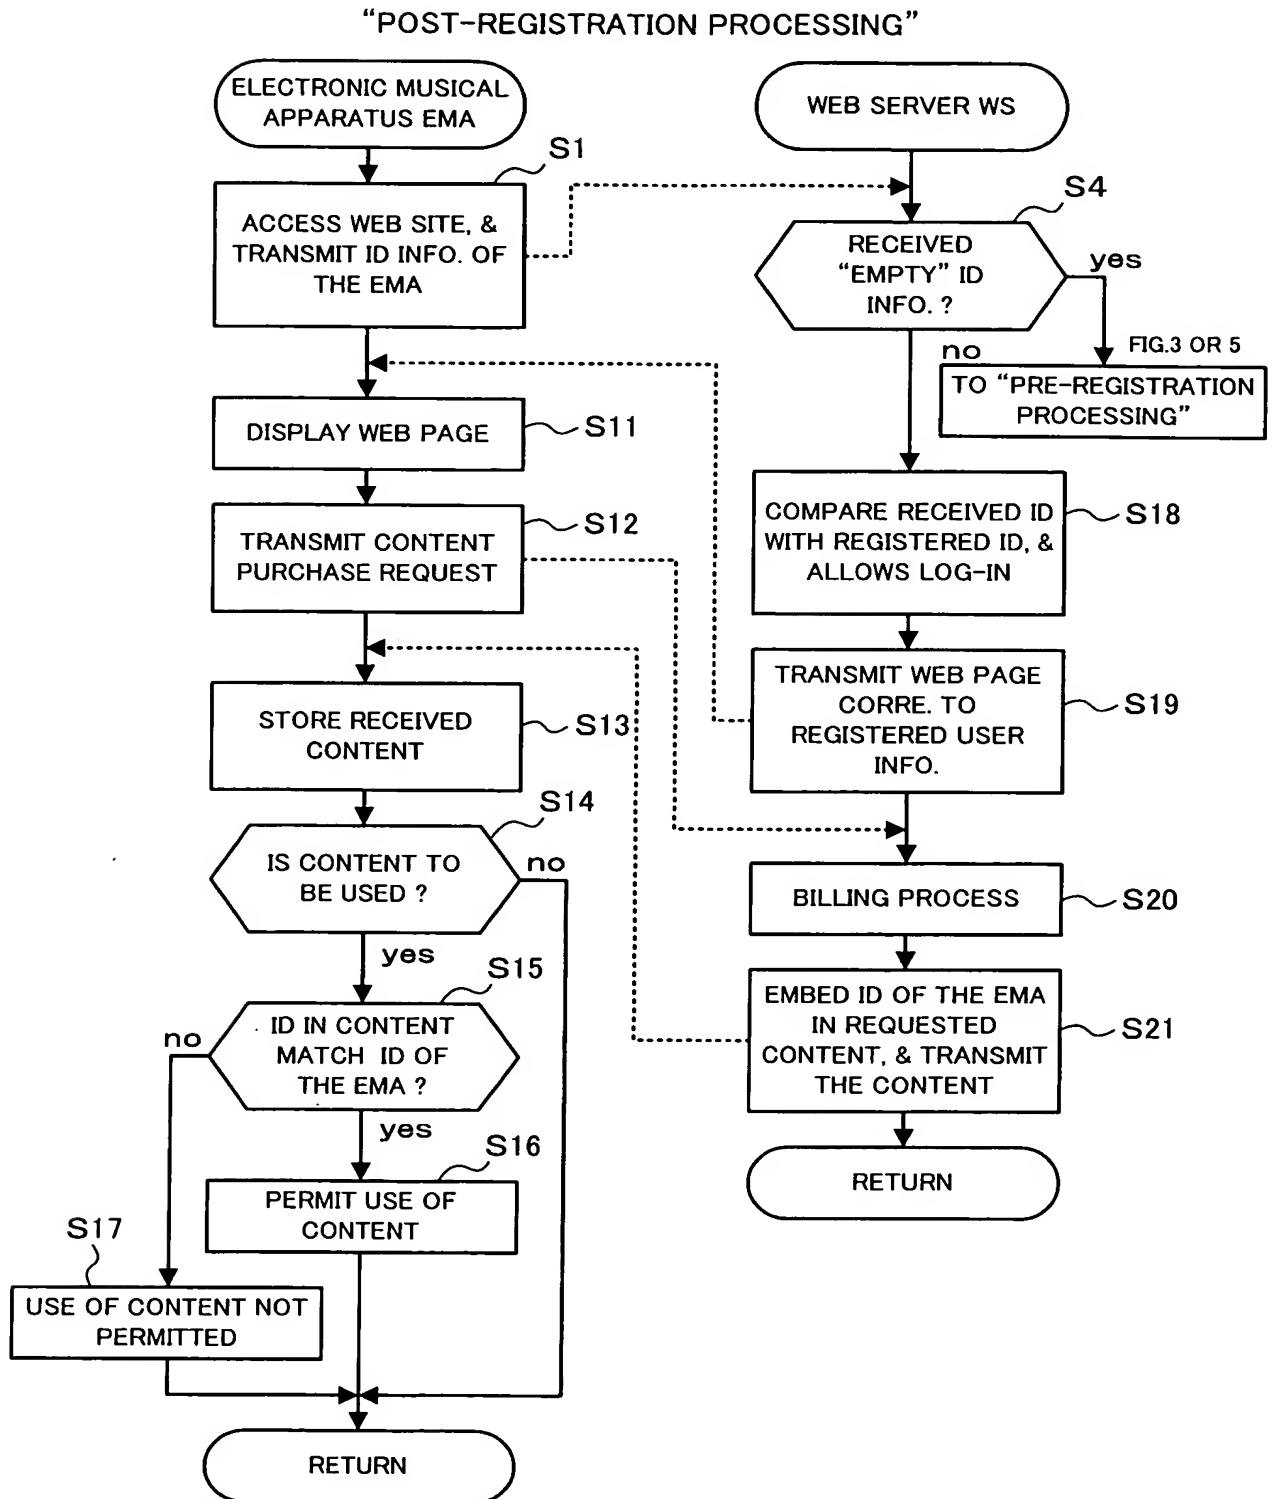 “POST-REGISTRATION PROCESSING”
ELECTRONIC MUSICAL
APPARATUS EMA
S1
ACCESS WEB SITE, &
TRANSMIT ID INFO. OF
THE EMA
DISPLAY WEB PAGE
S11
TRANSMIT CONTENT
PURCHASE REQUEST
S12
STORE RECEIVED
CONTENT
S13
S14
IS CONTENT TO
BE USED ?
no
yes
S15
ID IN CONTENT
MATCH ID OF
THE EMA ?
no
yes
S16
PERMIT USE OF
CONTENT
S17
USE OF CONTENT NOT
PERMITTED
RETURN
WEB SERVER WS
S4
RECEIVED
“EMPTY” ID
INFO. ?
yes
no
FIG.3 OR 5
TO “PRE-REGISTRATION
PROCESSING”
COMPARE RECEIVED ID
WITH REGISTERED ID, &
ALLOWS LOG-IN
S18
TRANSMIT WEB PAGE
CORRE. TO
REGISTERED USER
INFO.
S19
BILLING PROCESS
S20
EMBED ID OF THE EMA
IN REQUESTED
CONTENT, & TRANSMIT
THE CONTENT
S21
RETURN